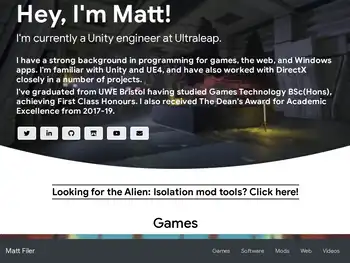 Hey, I'm Matt!
I'm currently a Unity engineer at Ultraleap.
I have a strong background in programming for games, the web, and Windows
apps. I'm familiar with Unity and UE4, and have also worked with DirectX
closely in a number of projects.
I've graduated from UWE Bristol having studied Games Technology BSc(Hons),
achieving First Class Honours. I also received The Dean's Award for Academic
Excellence from 2017-19.
Looking for the Alien: Isolation mod tools? Click here!
Games
Matt Filer
Games Software Mods Web Videos